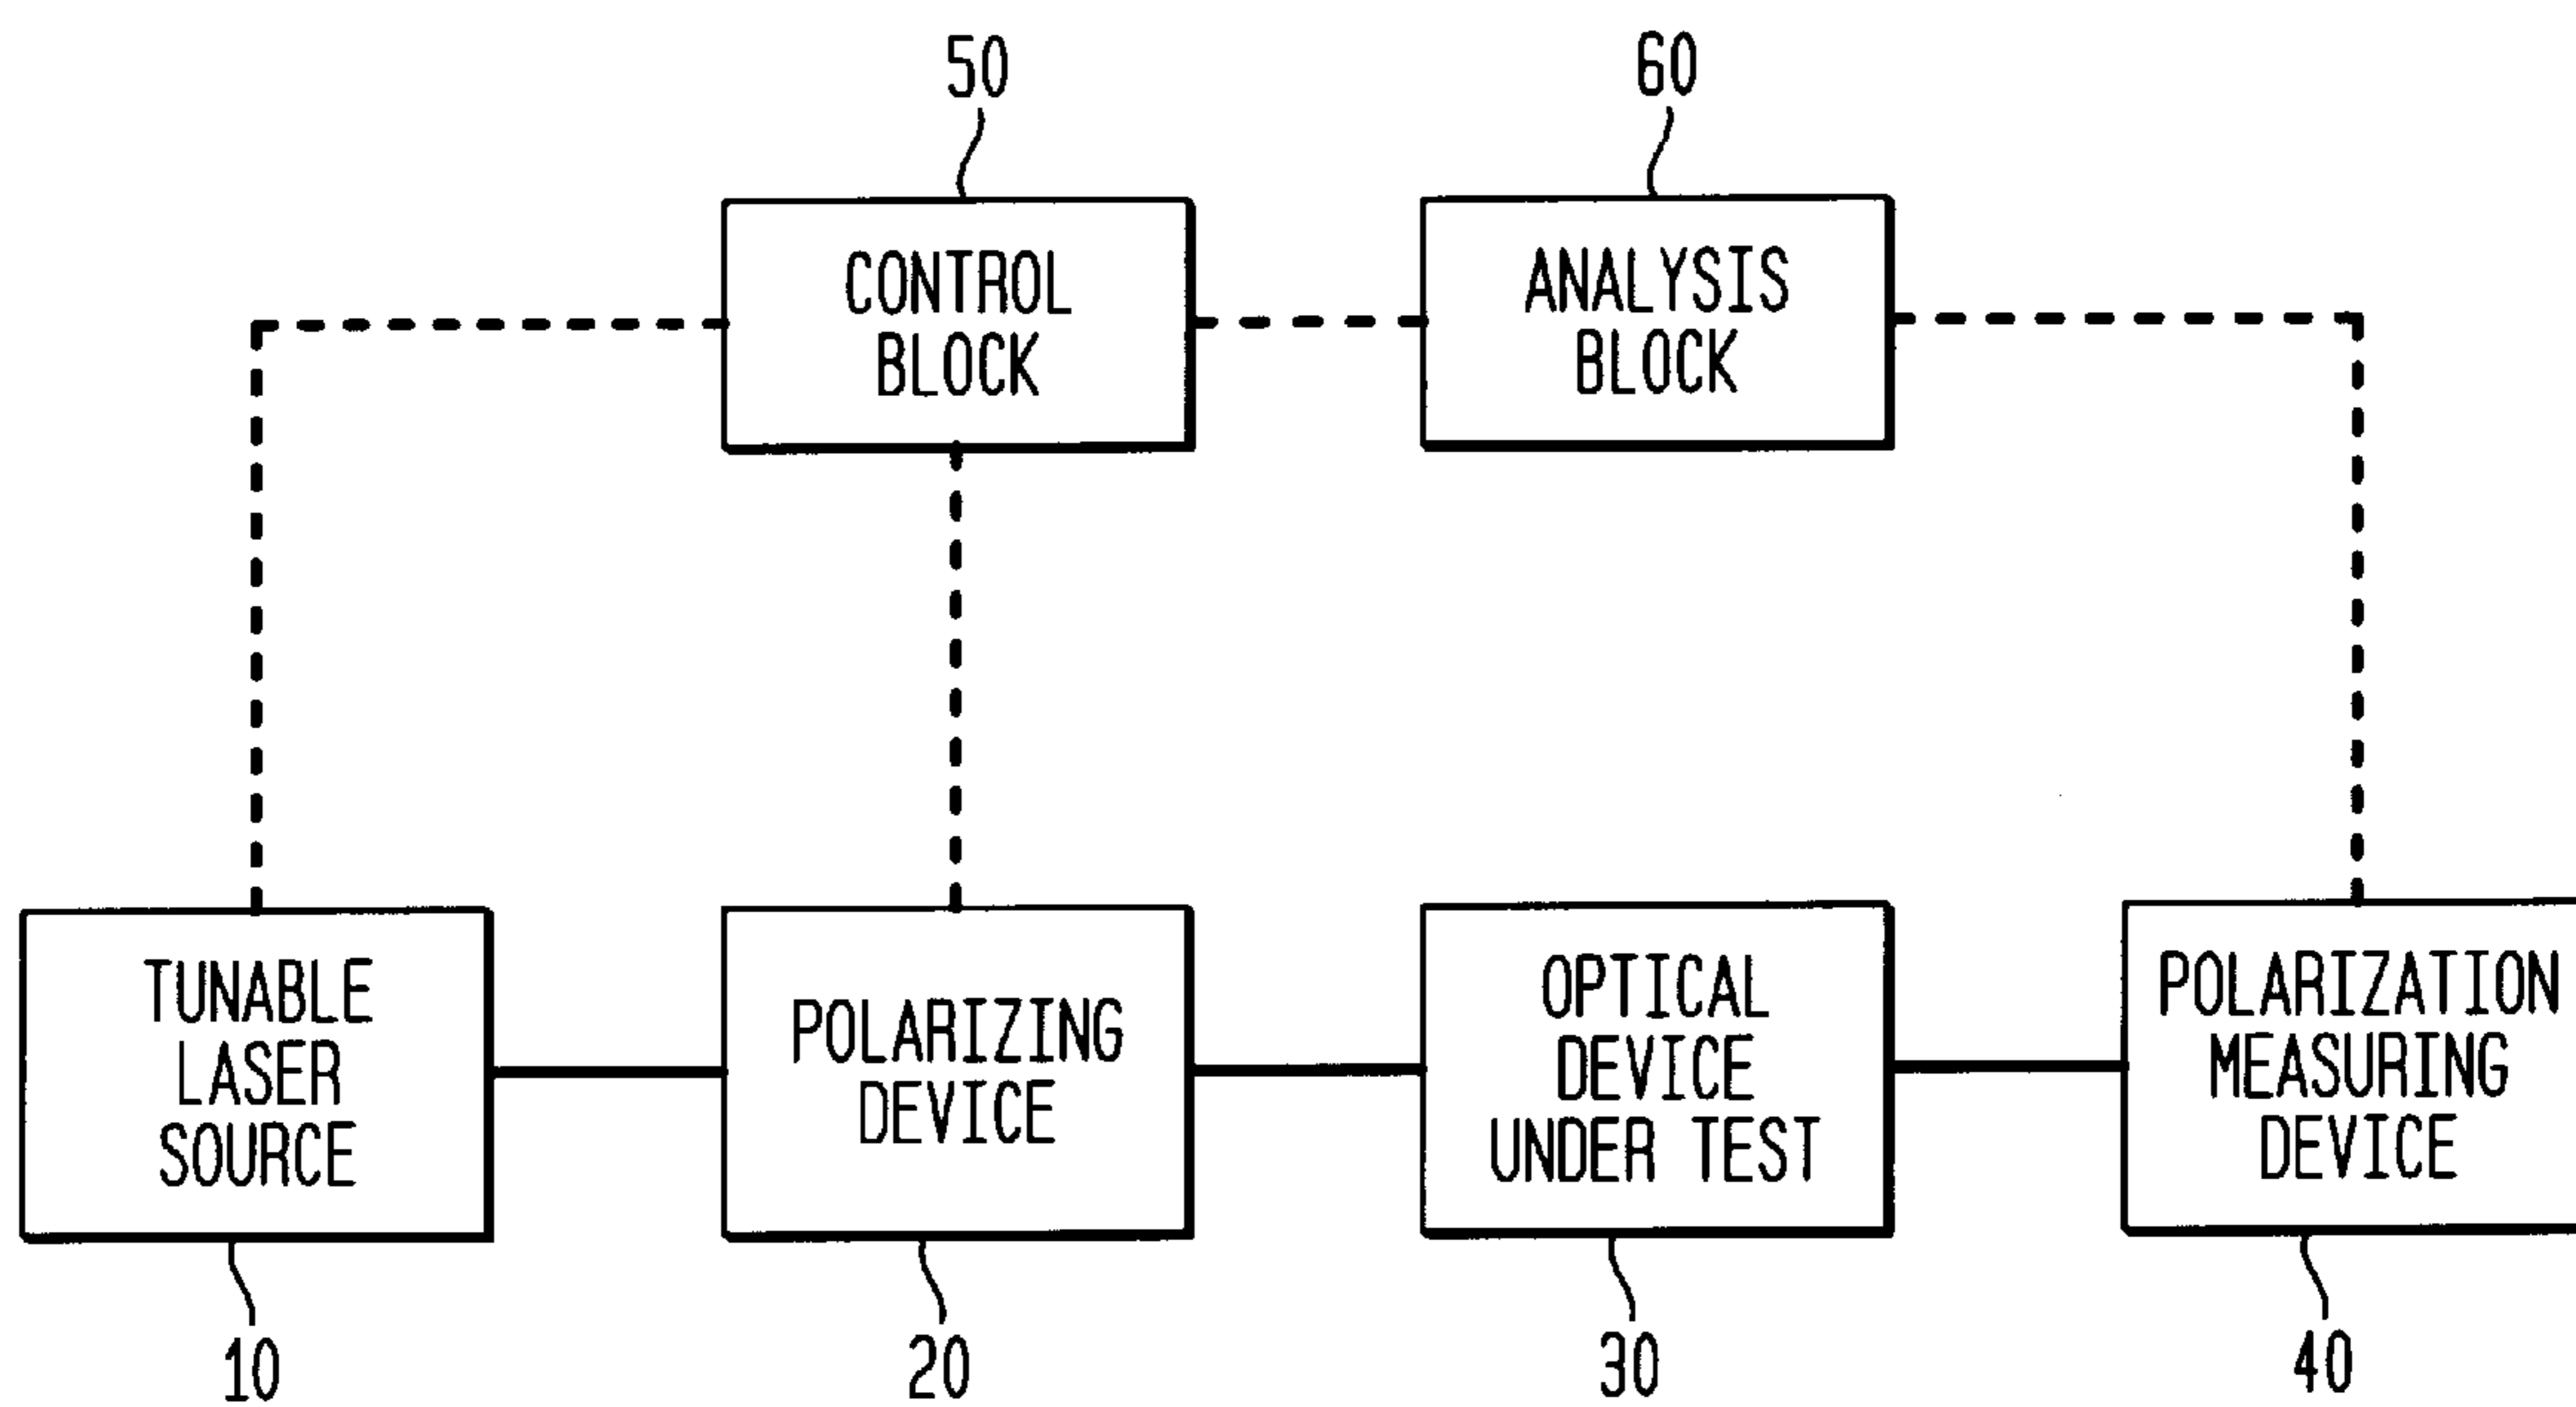 50
60
CONTROL
BLOCK
ANALYSIS
BLOCK
TUNABLE
LASER
SOURCE
POLARIZING
DEVICE
OPTICAL
DEVICE
UNDER TEST
POLARIZATION
MEASURING
DEVICE
10
20
30
40